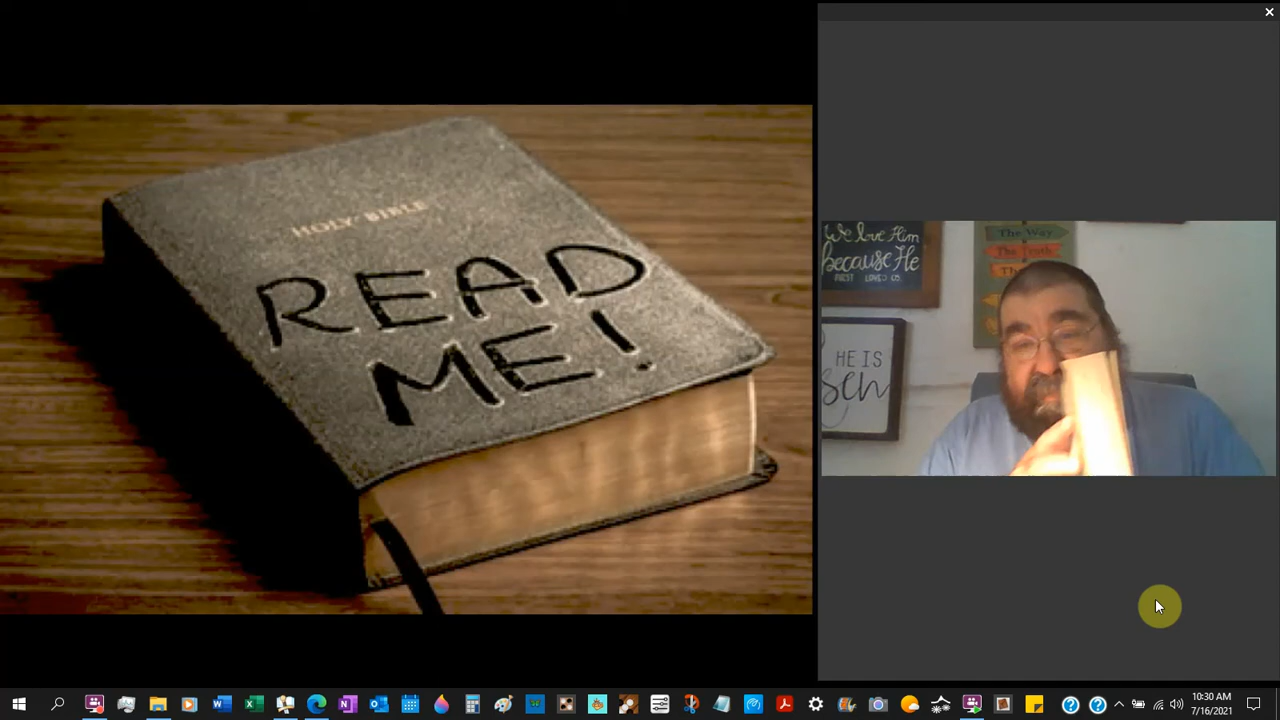 HOLY BIBLE
READ
ME!
We love Him
because He
FIRST LOVED US
The Way
The Truth
The
HE IS
10:30 AM
7/16/2021